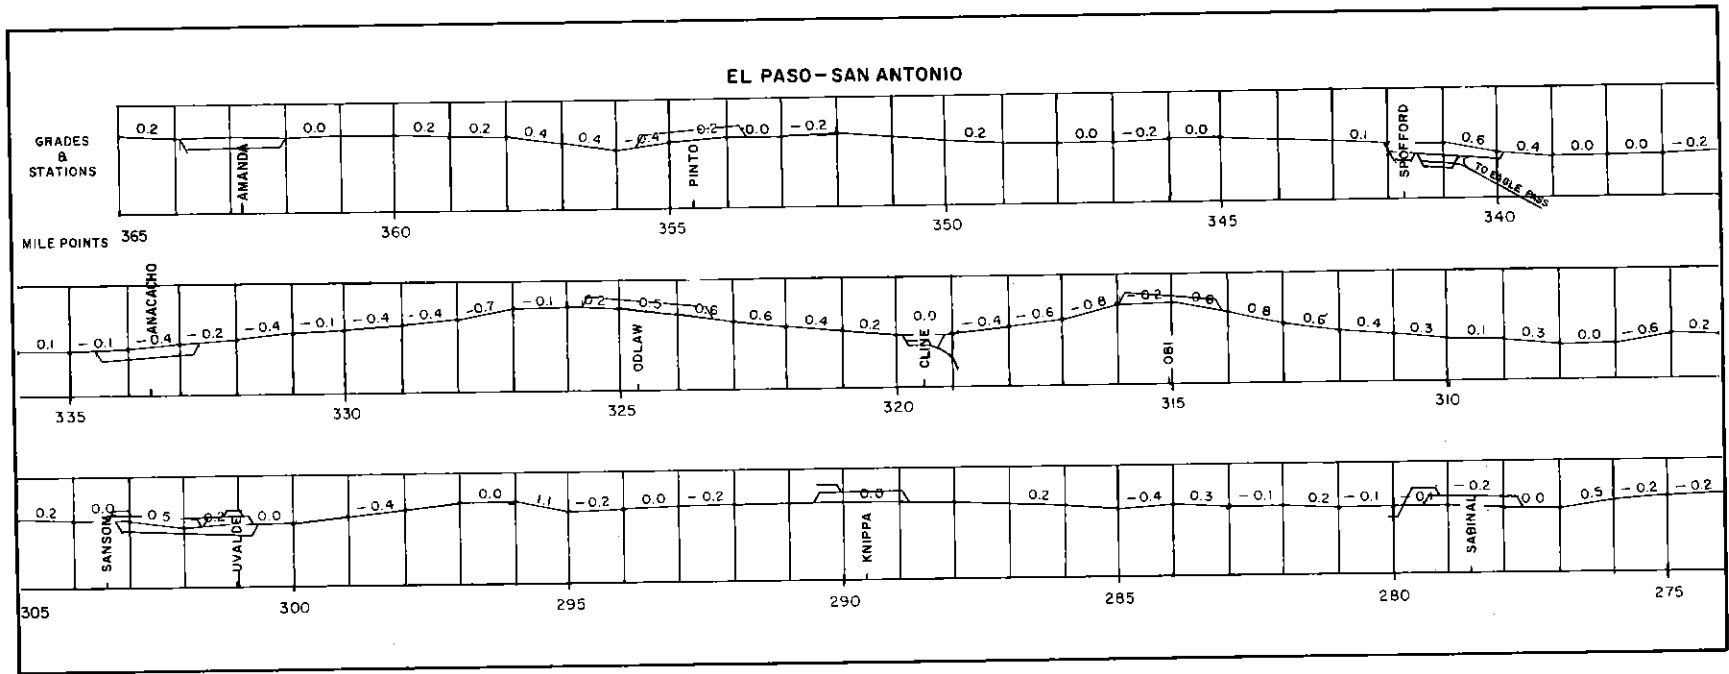 EL PASO–SAN ANTONIO
GRADES
&
STATIONS
0.2 0.0 0.2 0.2 0.4 0.4 -0.4 0.2 0.0 -0.2 0.2 0.0 -0.2 0.0 0.1 0.6 0.4 0.0 0.0 -0.2
AMANDA PINTO SPOFFORD TO EAGLE PASS
365 360 355 350 345 340
MILE POINTS
0.1 -0.1 -0.4 -0.2 -0.4 -0.1 -0.4 -0.4 -0.7 -0.1 0.2 0.5 0.6 0.6 0.4 0.2 0.0 -0.4 -0.6 -0.8 -0.2 0.8 0.8 0.6 0.4 0.3 0.1 0.3 0.0 -0.6 0.2
ANACACHO ODLAW CLINE OBI
335 330 325 320 315 310
0.2 0.0 0.5 0.2 0.0 -0.4 0.0 1.1 -0.2 0.0 -0.2 0.0 0.2 -0.4 0.3 -0.1 0.2 -0.1 -0.2 0.0 0.5 -0.2 -0.2
SANSOM UVALDE KNIPPA SABINAL
305 300 295 290 285 280 275